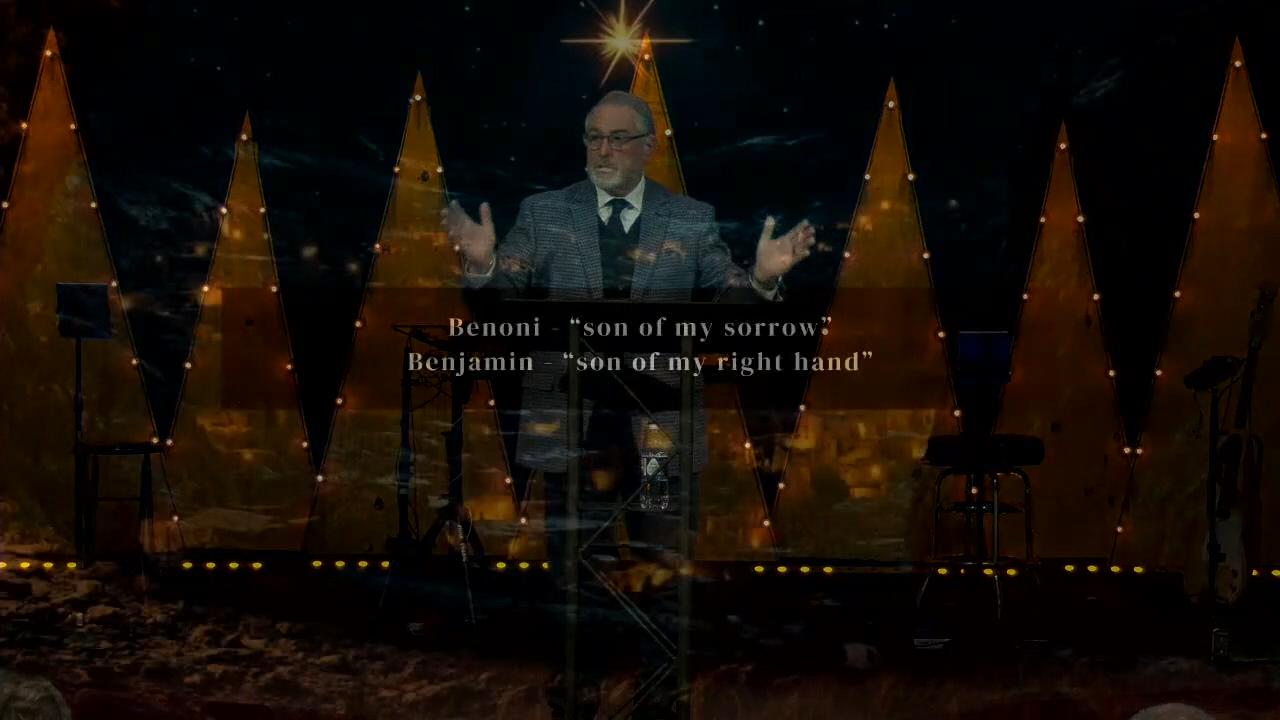 Benoni - “son of my sorrow”
Benjamin - “son of my right hand”